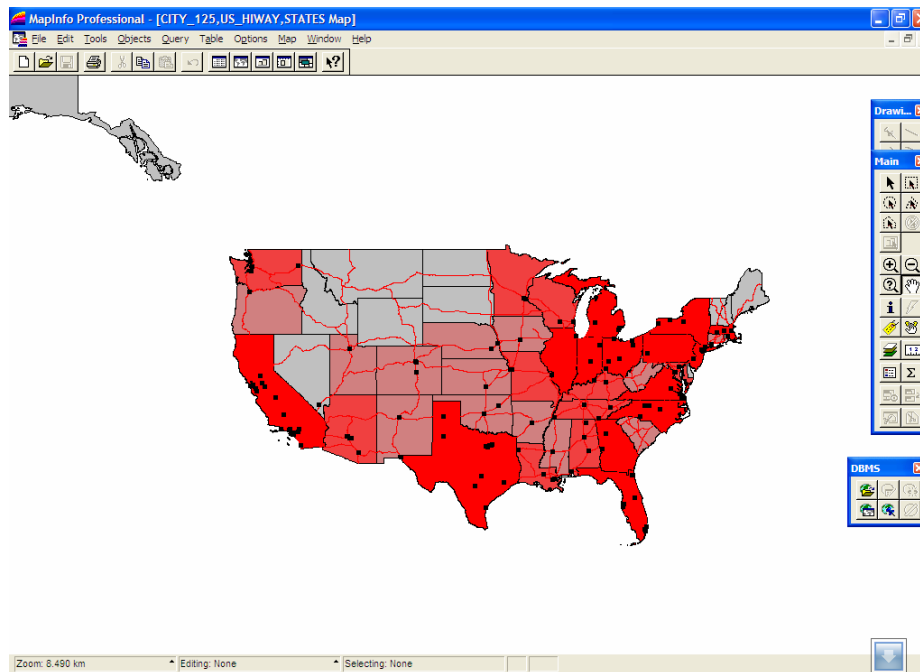 MapInfo Professional - [CITY_125,US_HIWAY,STATES Map]
File Edit Tools Objects Query Table Options Map Window Help
Drawi...
Main
DBMS
Zoom: 8.490 km Editing: None Selecting: None